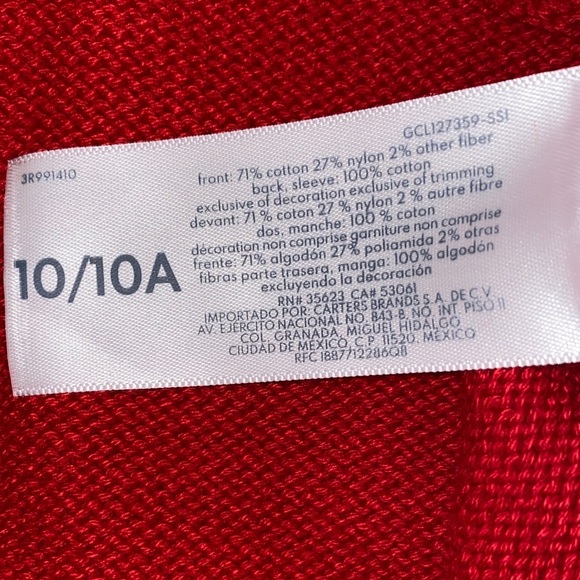 GCL127359-SS1
3R991410
front: 71% cotton 27% nylon 2% other fiber
back, sleeve: 100% cotton
exclusive of decoration exclusive of trimming
devant: 71 % coton 27 % nylon 2 % autre fibre
dos, manche: 100 % coton
décoration non comprise garniture non comprise
frente: 71% algodón 27% poliamida 2% otras
fibras parte trasera, manga: 100% algodón
excluyendo la decoración
10/10A
RN# 35623 CA# 53061
IMPORTADO POR: CARTERS BRANDS S.A. DE C.V.
AV. EJERCITO NACIONAL NO. 843-B, NO. INT. PISO 11
COL. GRANADA, MIGUEL HIDALGO
CIUDAD DE MÉXICO, C.P. 11520, MÉXICO
RFC IBB7712286Q8